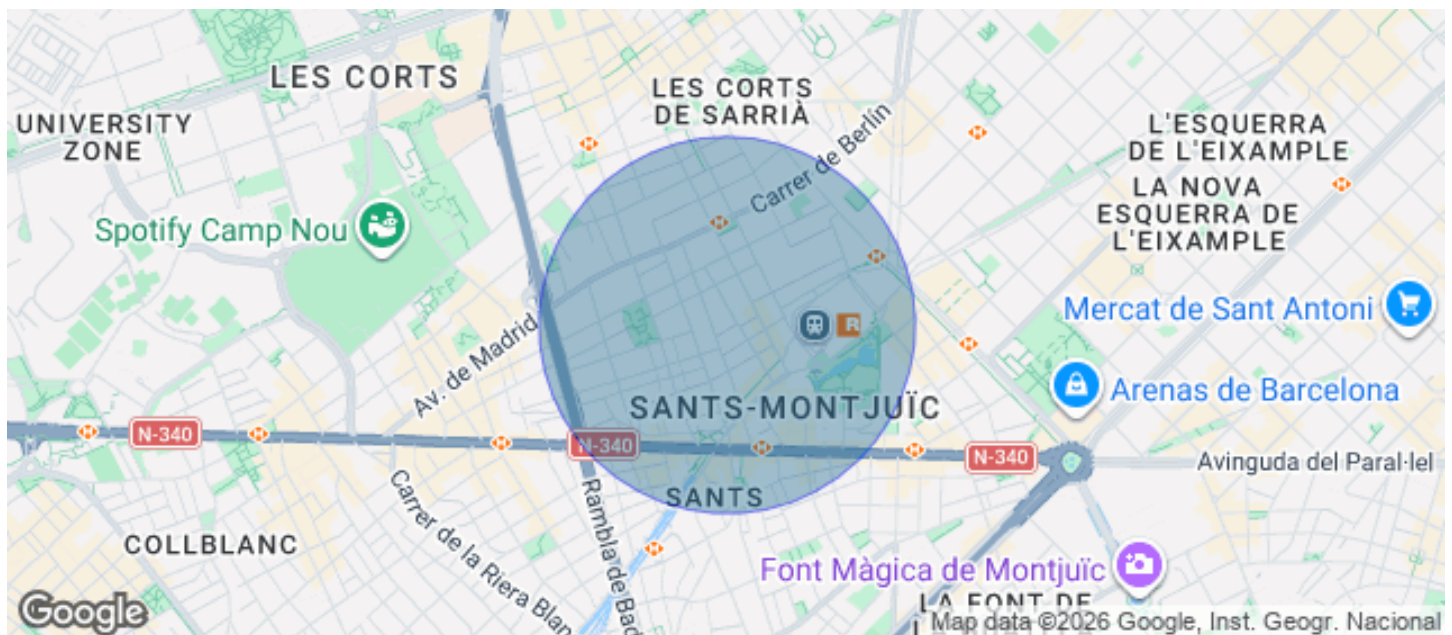 LES CORTS
LES CORTS
DE SARRIÀ
UNIVERSITY
ZONE
Carrer de Berlin
L'ESQUERRA
DE L'EIXAMPLE
LA NOVA
ESQUERRA DE
L'EIXAMPLE
Spotify Camp Nou
Mercat de Sant Antoni
R
Av. de Madrid
Arenas de Barcelona
SANTS-MONTJUÏC
N-340
N-340
N-340
Avinguda del Paral·lel
SANTS
Carrer de la Riera Blan
Rambla de Bad
COLLBLANC
Font Màgica de Montjuïc
LA FONT DE
Google
Map data ©2026 Google, Inst. Geogr. Nacional